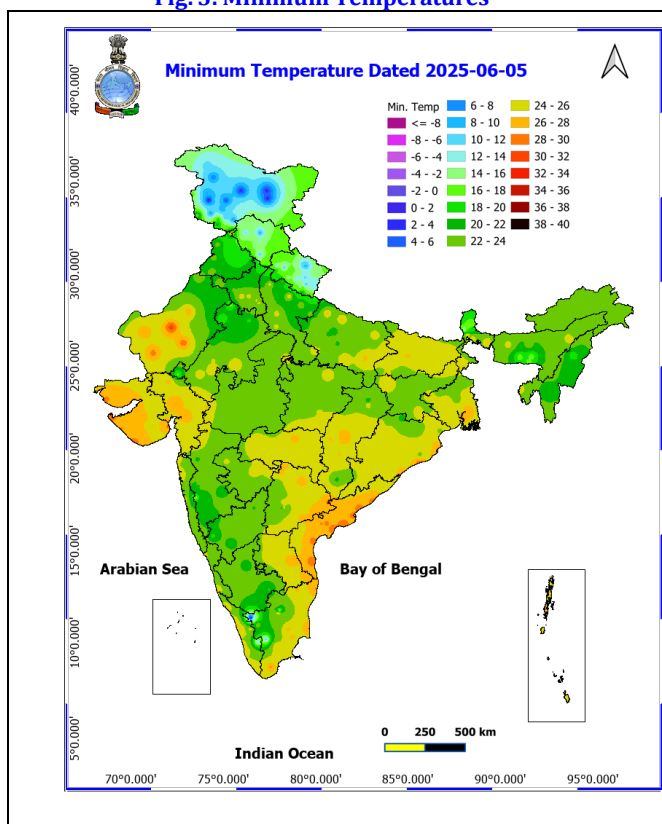 Fig. 3. Minimum Temperatures
Minimum Temperature Dated 2025-06-05
Min. Temp
<= -8
-8 - -6
-6 - -4
-4 - -2
-2 - 0
0 - 2
2 - 4
4 - 6
6 - 8
8 - 10
10 - 12
12 - 14
14 - 16
16 - 18
18 - 20
20 - 22
22 - 24
24 - 26
26 - 28
28 - 30
30 - 32
32 - 34
34 - 36
36 - 38
38 - 40
40°0.000'
35°0.000'
30°0.000'
25°0.000'
20°0.000'
15°0.000'
10°0.000'
5°0.000'
Arabian Sea
Bay of Bengal
0 250 500 km
Indian Ocean
70°0.000' 75°0.000' 80°0.000' 85°0.000' 90°0.000' 95°0.000'